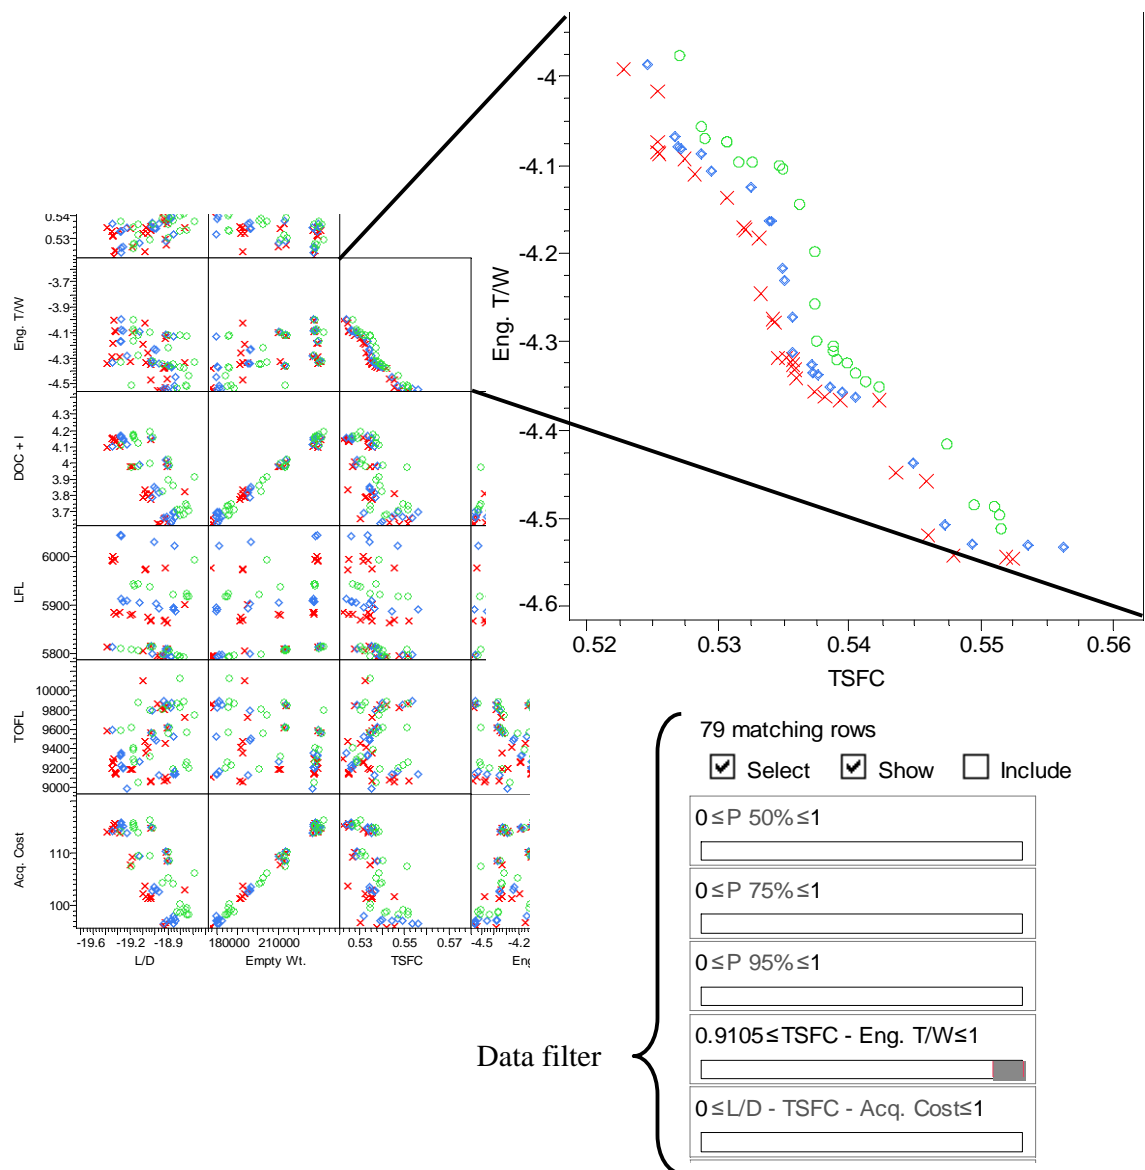 -4
-4.1
-4.2
-4.3
-4.4
-4.5
-4.6
Eng. T/W
0.52 0.53 0.54 0.55 0.56
TSFC
0.54
0.53
Eng. T/W
-3.7
-3.9
-4.1
-4.3
-4.5
DOC + I
4.3
4.2
4.1
4
3.9
3.8
3.7
LFL
6000
5900
5800
TOFL
10000
9800
9600
9400
9200
9000
Acq. Cost
110
100
-19.6 -19.2 -18.9 180000 210000 0.53 0.55 0.57 -4.5 -4.2
L/D Empty Wt. TSFC Eng
79 matching rows
Select Show Include
0≤P 50%≤1
0≤P 75%≤1
0≤P 95%≤1
0.9105≤TSFC - Eng. T/W≤1
0≤L/D - TSFC - Acq. Cost≤1
Data filter